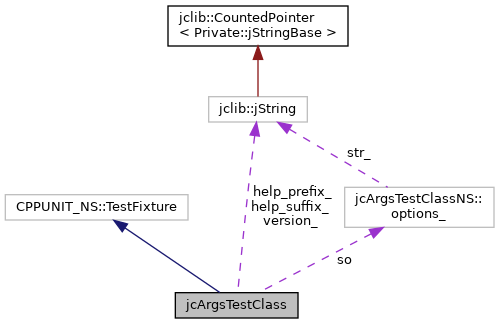 jclib::CountedPointer
< Private::jStringBase >
jclib::jString
str_
help_prefix_
help_suffix_
version_
CPPUNIT_NS::TestFixture
jcArgsTestClassNS::
options_
so
jcArgsTestClass